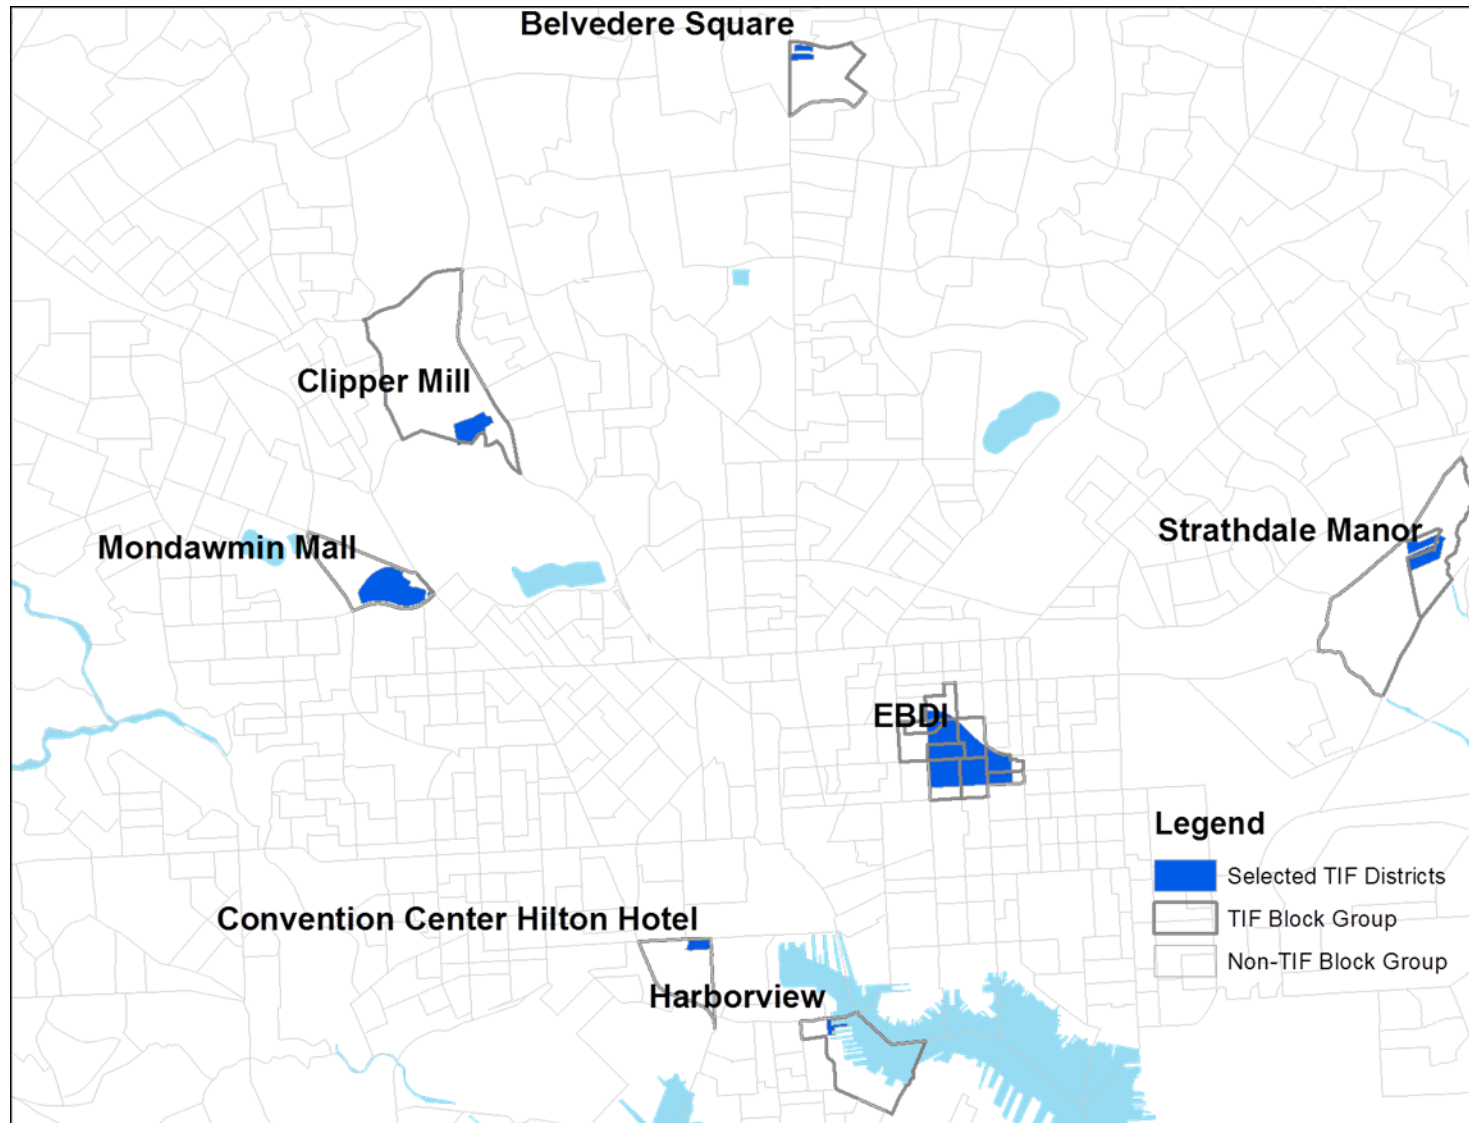 Belvedere Square
Clipper Mill
Strathdale Manor
Mondawmin Mall
EBDI
Legend
Selected TIF Districts
Convention Center Hilton Hotel
TIF Block Group
Non-TIF Block Group
Harborview